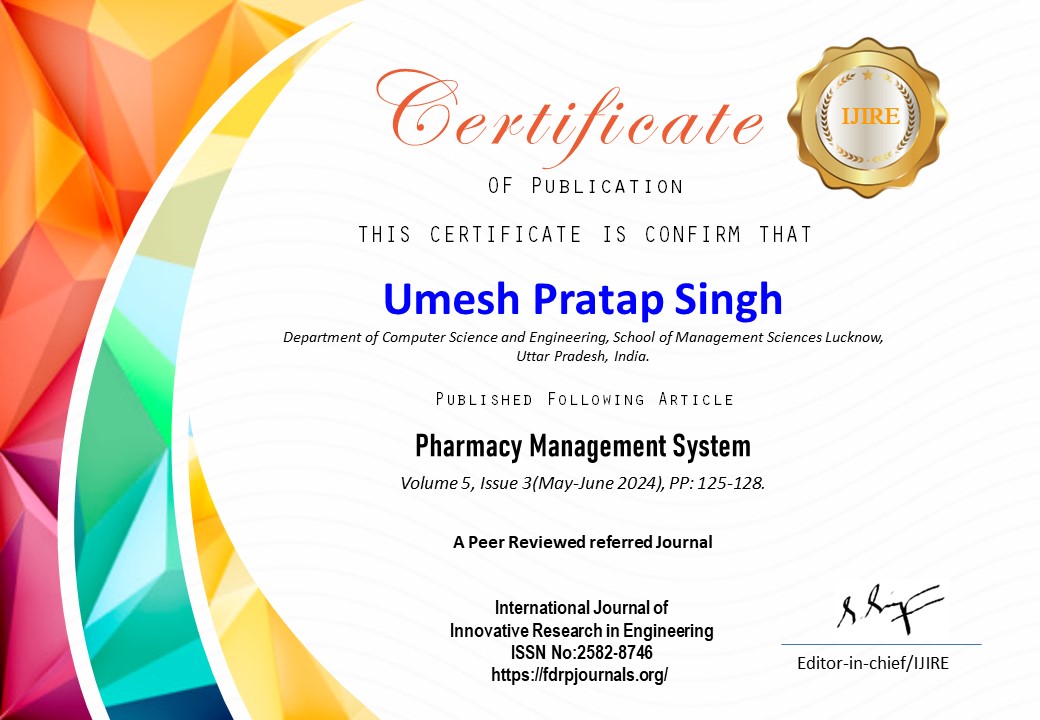 Certificate
IJIRE
OF PUBLICATION
THIS CERTIFICATE IS CONFIRM THAT
Umesh Pratap Singh
Department of Computer Science and Engineering, School of Management Sciences Lucknow,
Uttar Pradesh, India.
PUBLISHED FOLLOWING ARTICLE
Pharmacy Management System
Volume 5, Issue 3(May-June 2024), PP: 125-128.
A Peer Reviewed referred Journal
International Journal of
Innovative Research in Engineering
ISSN No:2582-8746
https://fdrpjournals.org/
Editor-in-chief/IJIRE